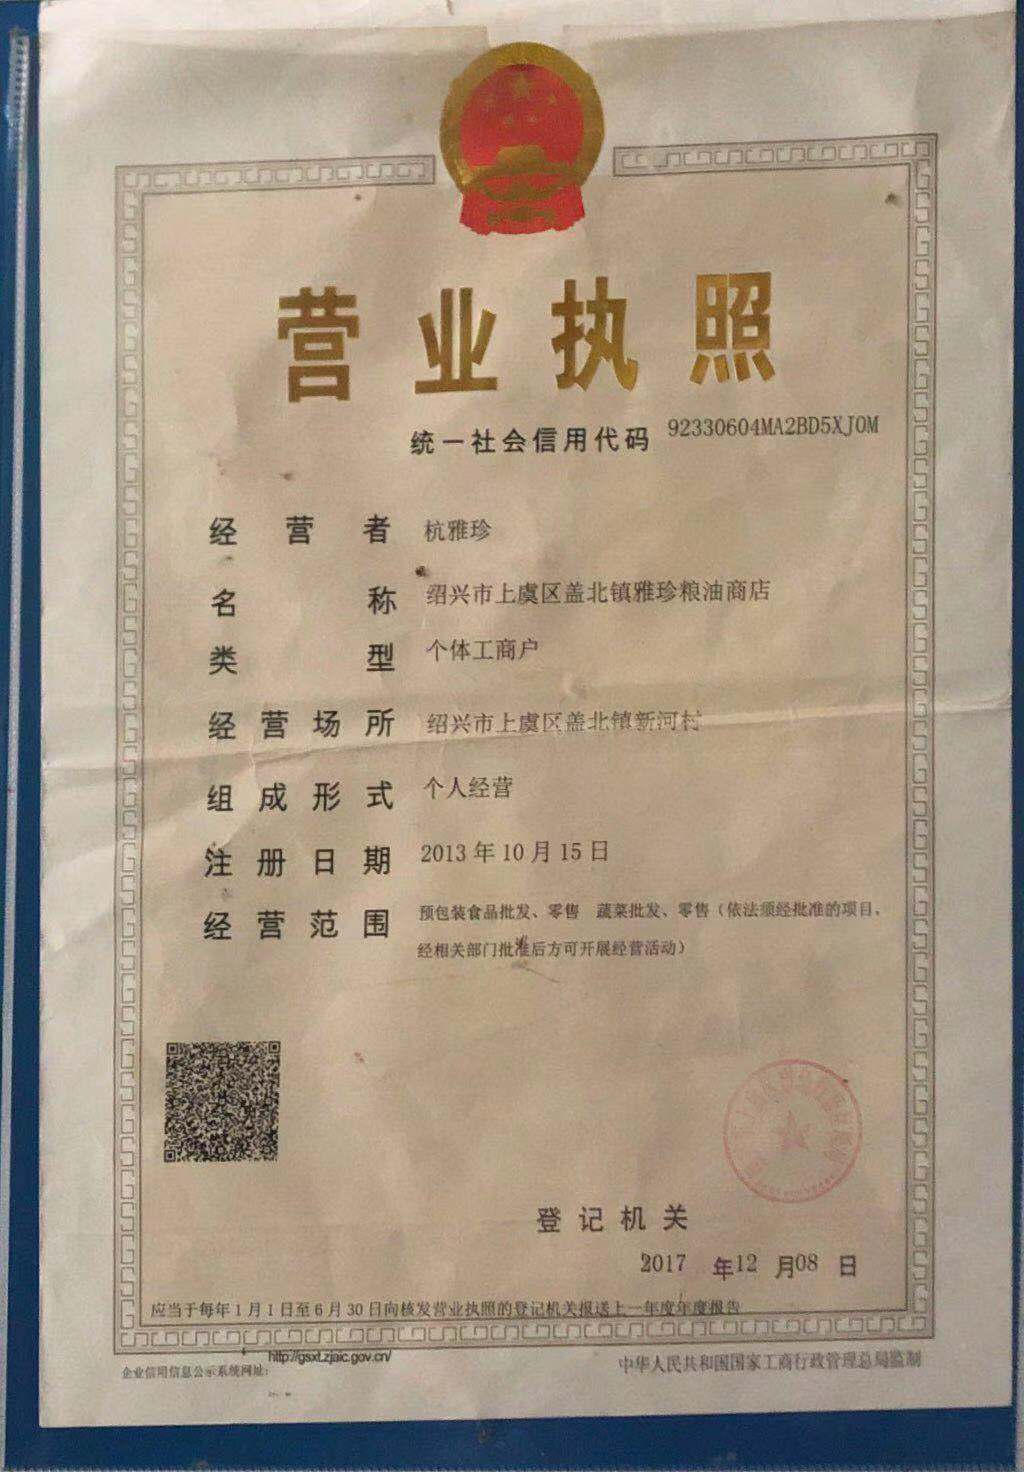 营业执照
统一社会信用代码 92330604MA2BD5XJ0M
经营者 杭雅珍
名称 绍兴市上虞区盖北镇雅珍粮油商店
类型 个体工商户
经营场所 绍兴市上虞区盖北镇新河村
组成形式 个人经营
注册日期 2013年10月15日
经营范围 预包装食品批发、零售 蔬菜批发、零售（依法须经批准的项目，
经相关部门批准后方可开展经营活动）
登记机关
2017 年12 月08 日
应当于每年1月1日至6月30日向核发营业执照的登记机关报送上一年度年度报告
企业信用信息公示系统网址： http://gsxt.zjaic.gov.cn/
中华人民共和国国家工商行政管理总局监制